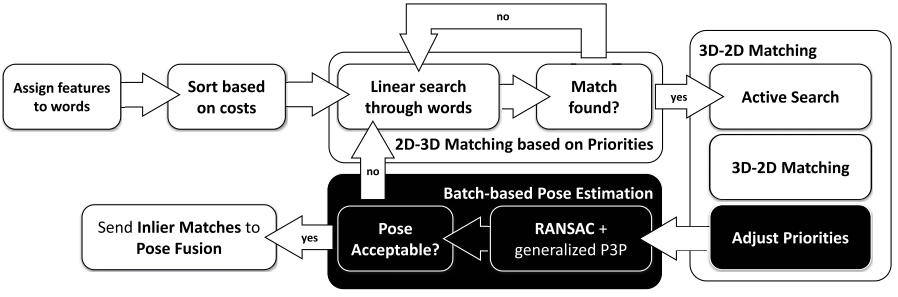 no
3D-2D Matching
Assign features
to words
Sort based
on costs
Linear search
through words
Match
found?
yes
Active Search
2D-3D Matching based on Priorities
3D-2D Matching
no
Batch-based Pose Estimation
Send Inlier Matches to
Pose Fusion
yes
Pose
Acceptable?
RANSAC +
generalized P3P
Adjust Priorities